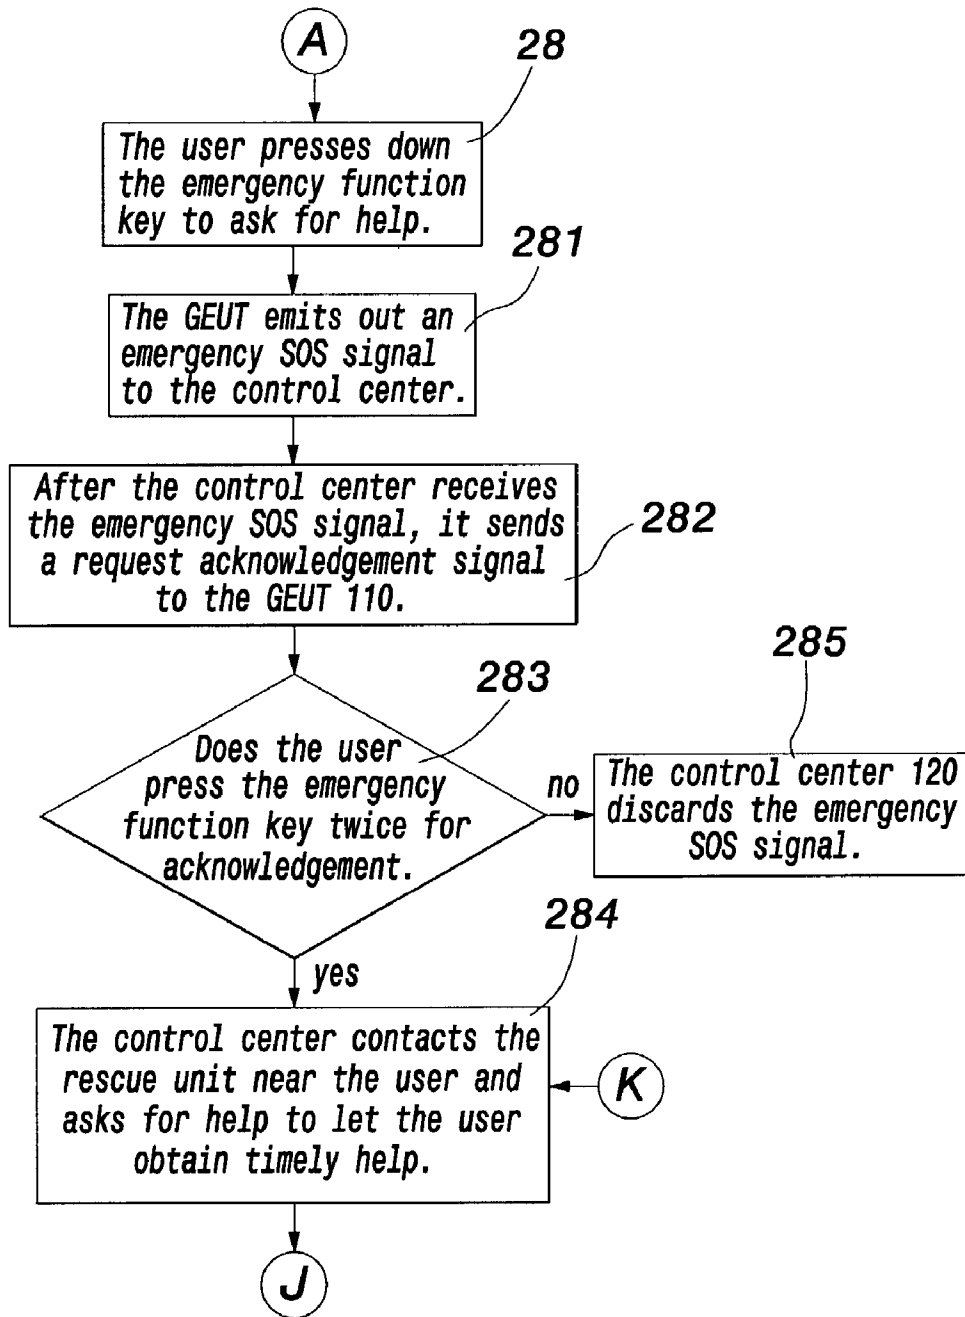 A
28
The user presses down
the emergency function
key to ask for help.
281
The GEUT emits out an
emergency SOS signal
to the control center.
After the control center receives
the emergency SOS signal, it sends
a request acknowledgement signal
to the GEUT 110.
282
283
Does the user
press the emergency
function key twice for
acknowledgement.
no
285
The control center 120
discards the emergency
SOS signal.
yes
284
The control center contacts the
rescue unit near the user and
asks for help to let the user
obtain timely help.
K
J